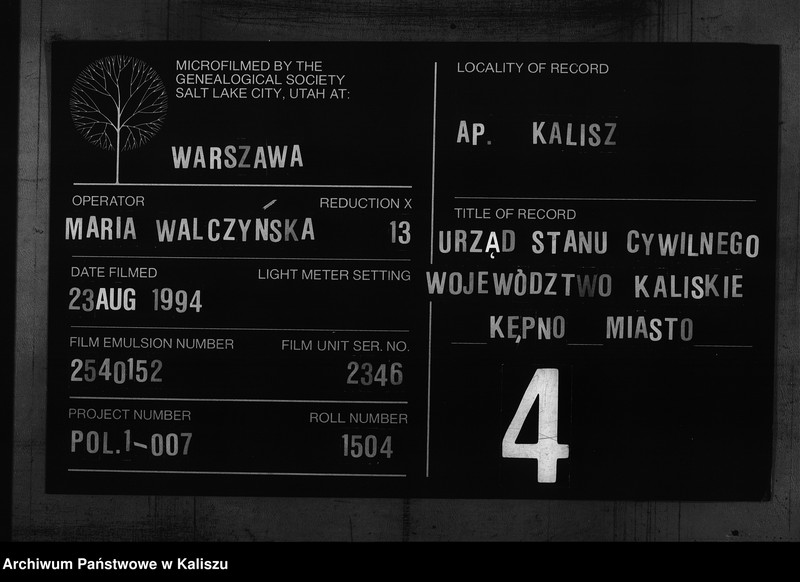 MICROFILMED BY THE
GENEALOGICAL SOCIETY
SALT LAKE CITY, UTAH AT:
WARSZAWA
OPERATOR
REDUCTION X
MARIA WALCZYŃSKA
13
DATE FILMED
LIGHT METER SETTING
23AUG 1994
FILM EMULSION NUMBER
FILM UNIT SER. NO.
2540152
2346
PROJECT NUMBER
ROLL NUMBER
POL.1-007
1504
LOCALITY OF RECORD
AP. KALISZ
TITLE OF RECORD
URZĄD STANU CYWILNEGO
WOJEWÒDZTWO KALISKIE
KĘPNO MIASTO
4
Archiwum Państwowe w Kaliszu